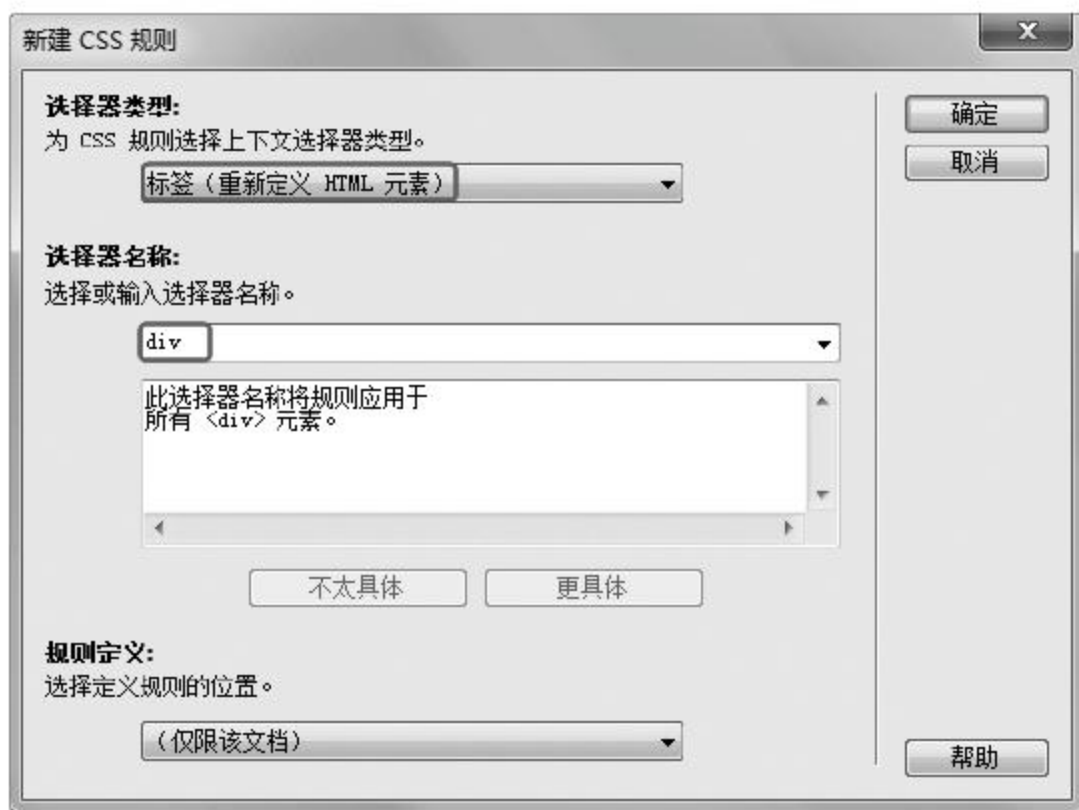 新建 CSS 规则
x
选择器类型:
为 CSS 规则选择上下文选择器类型。
标签（重新定义 HTML 元素）
确定
取消
选择器名称:
选择或输入选择器名称。
div
此选择器名称将规则应用于
所有 <div> 元素。
不太具体
更具体
规则定义:
选择定义规则的位置。
（仅限该文档）
帮助